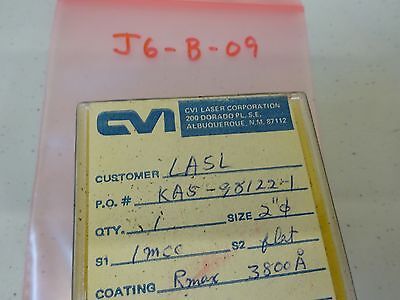 J6-B-09
CVI
CVI LASER CORPORATION
200 DORADO PL. S.E.
ALBUQUERQUE, N.M. 87112
CUSTOMER LASL
P.O. # KA5-98122-1
QTY. 1 SIZE 2"φ
S1 1mcc S2 flat
COATING Rmax 3800Å